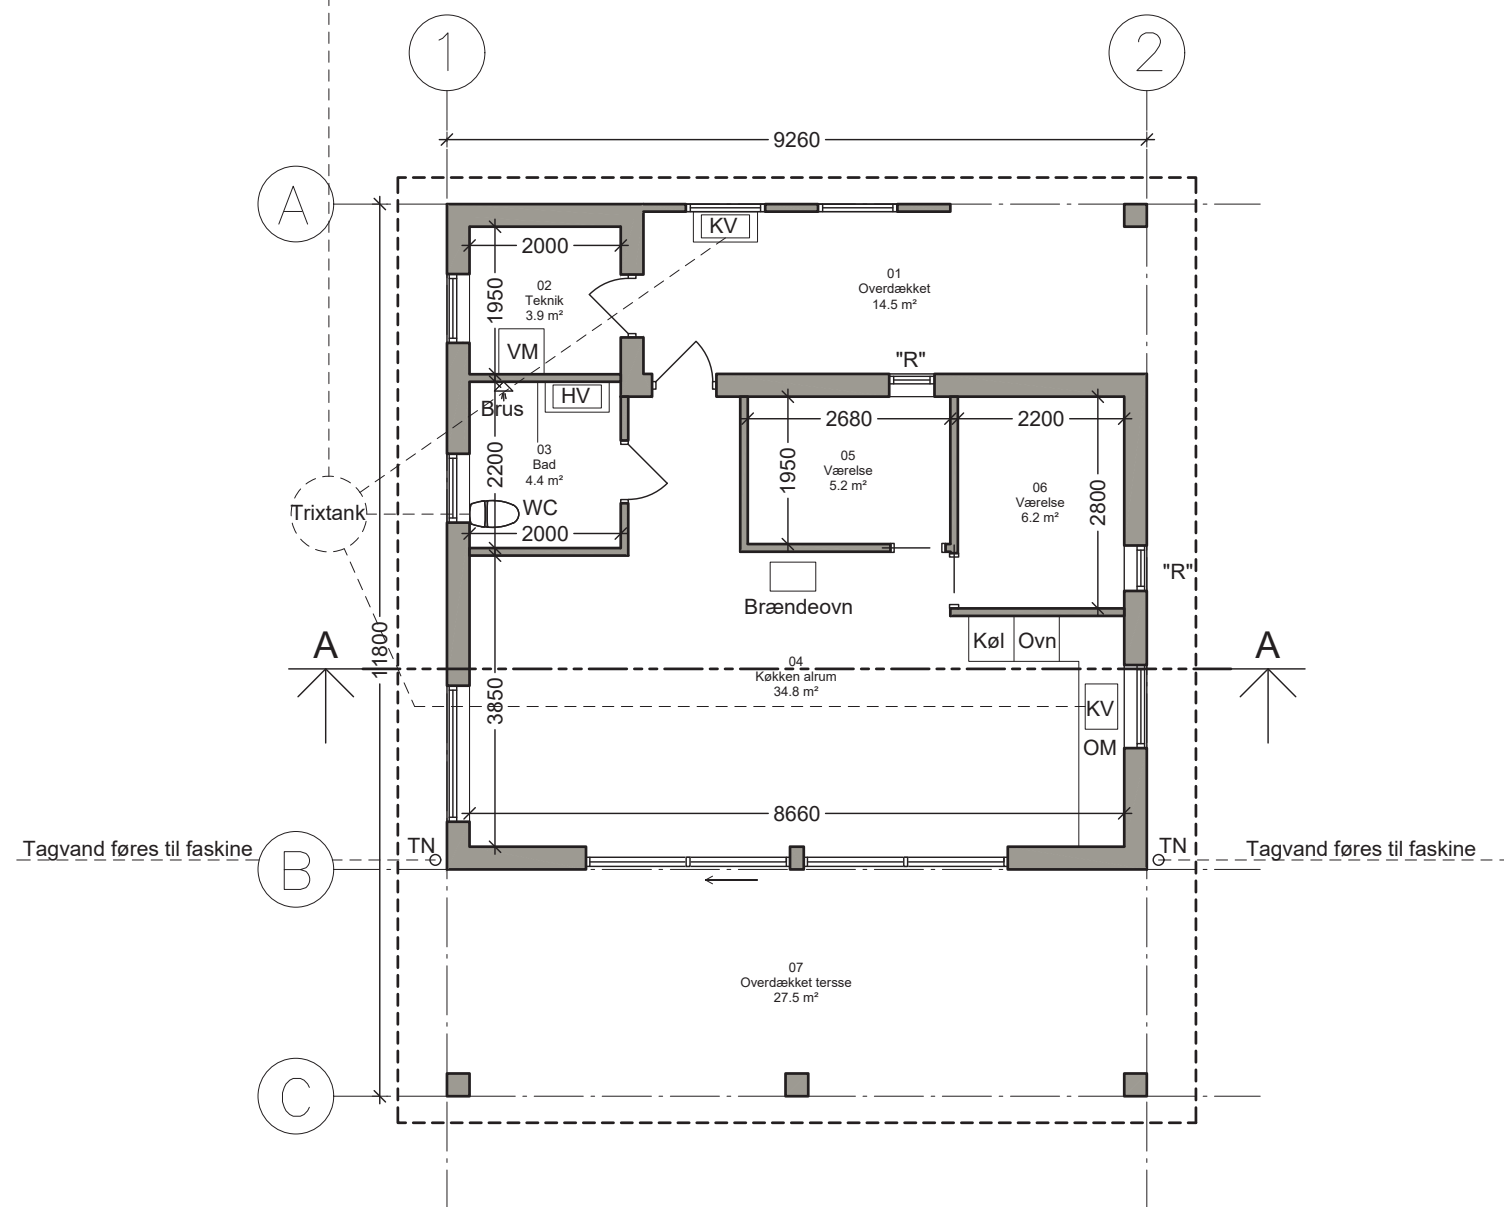 1
2
9260
A
KV
2000
01
Overdækket
14.5 m²
02
Teknik
3.9 m²
1950
VM
"R"
HV
Brus
2680
2200
03
Bad
4.4 m²
2200
05
Værelse
5.2 m²
1950
06
Værelse
6.2 m²
2800
Trixtank
WC
2000
"R"
Brændeovn
11800
A
Køl
Ovn
A
04
Køkken alrum
34.8 m²
3850
KV
OM
8660
Tagvand føres til faskine
TN
TN
Tagvand føres til faskine
B
07
Overdækket tersse
27.5 m²
C